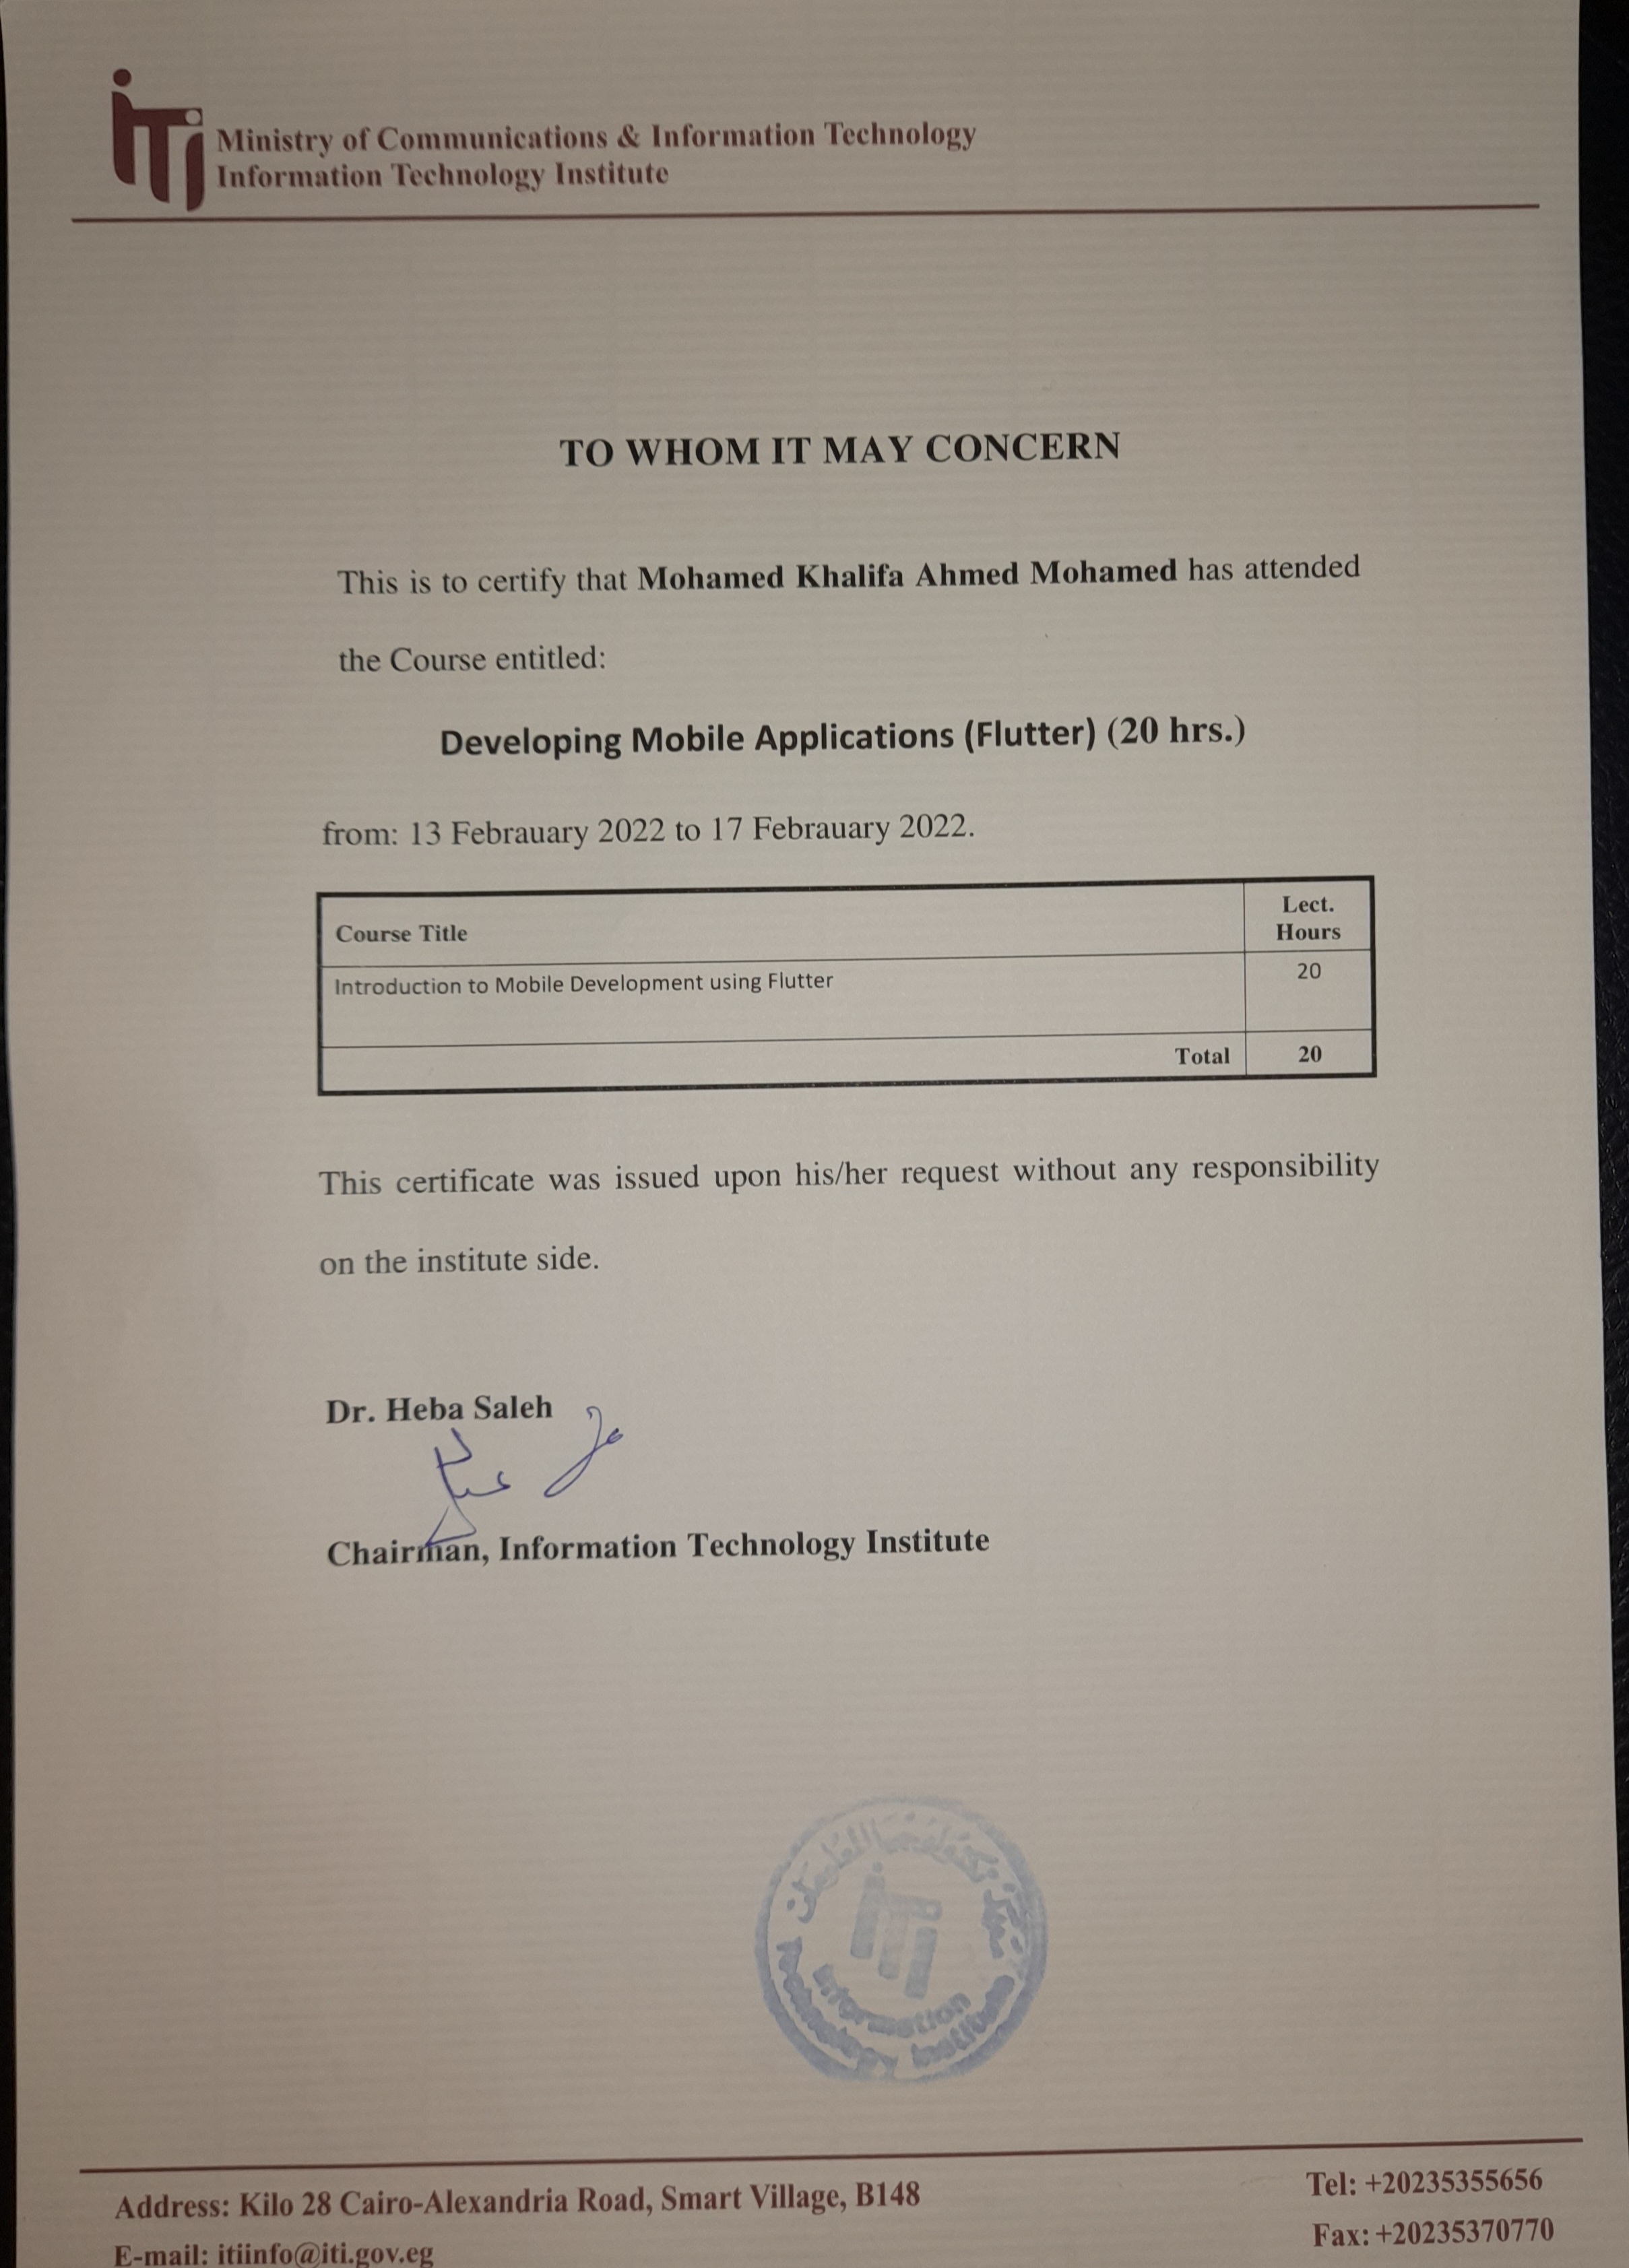 iTi
Ministry of Communications & Information Technology
Information Technology Institute
TO WHOM IT MAY CONCERN
This is to certify that Mohamed Khalifa Ahmed Mohamed has attended
the Course entitled:
Developing Mobile Applications (Flutter) (20 hrs.)
from: 13 Febrauary 2022 to 17 Febrauary 2022.
Course Title Lect. Hours
Introduction to Mobile Development using Flutter 20
Total 20
This certificate was issued upon his/her request without any responsibility
on the institute side.
Dr. Heba Saleh
Chairman, Information Technology Institute
معهد تكنولوجيا المعلومات
iTi
Information
Technology Institute
Address: Kilo 28 Cairo-Alexandria Road, Smart Village, B148
Tel: +20235355656
E-mail: itiinfo@iti.gov.eg
Fax: +20235370770